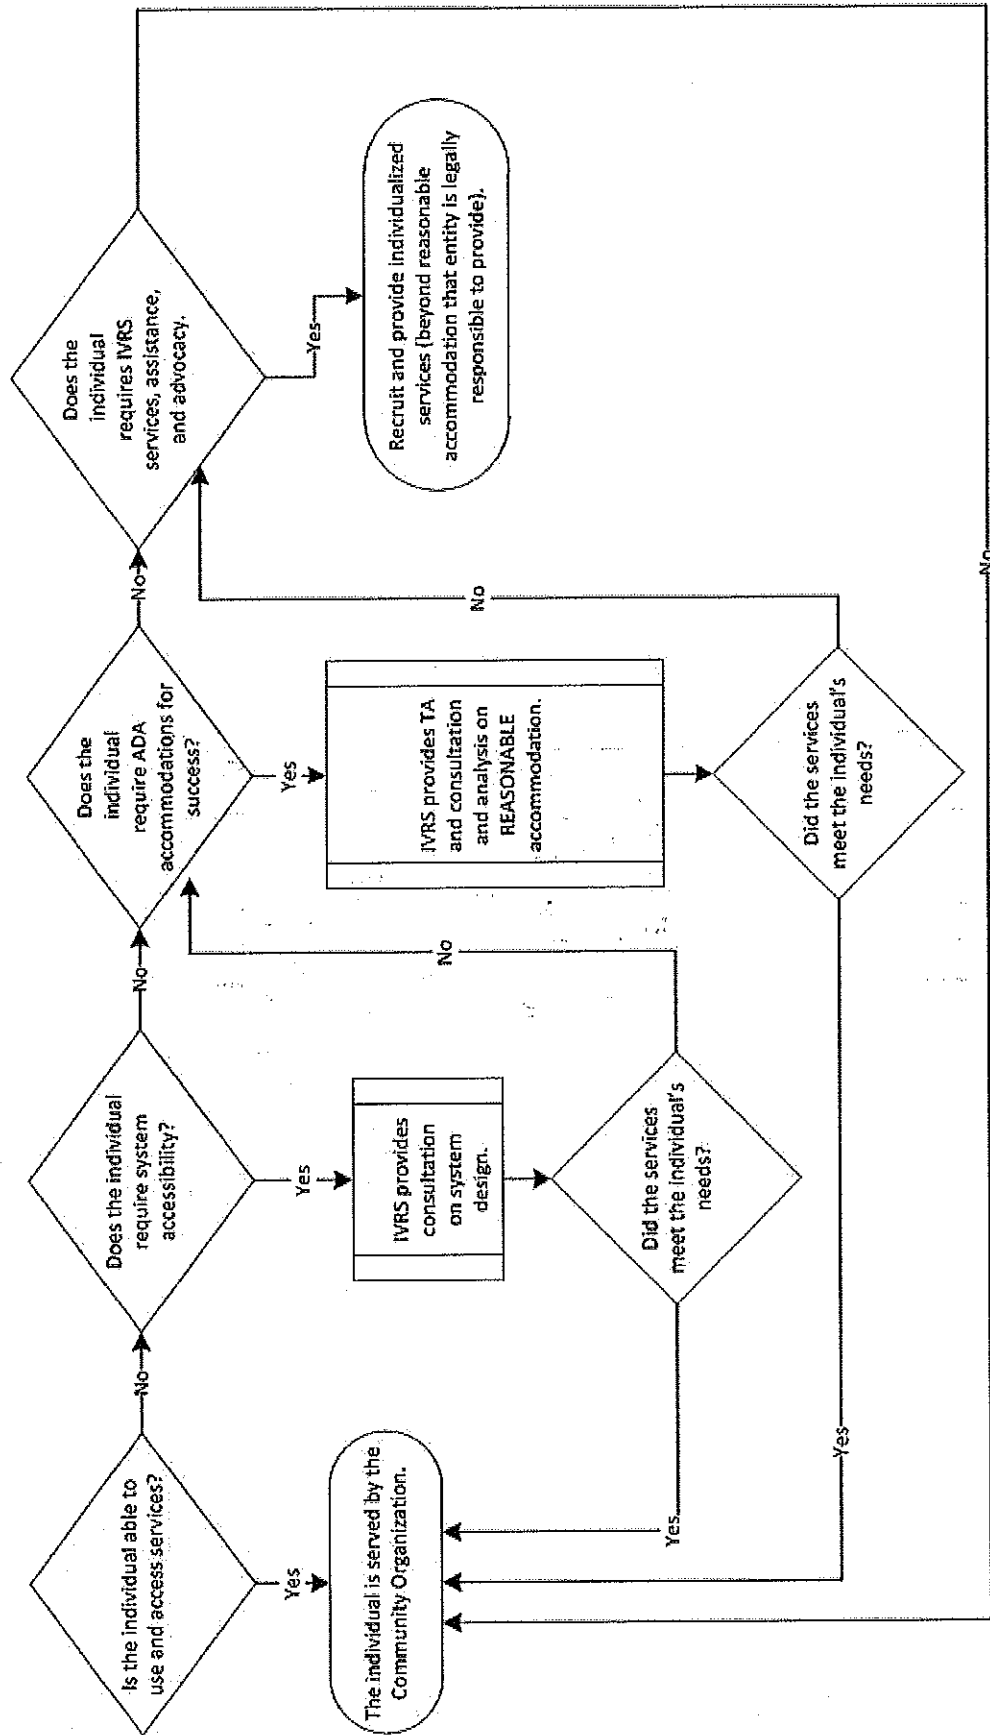 Is the individual able to
use and access services?
No
Does the individual
require system
accessibility?
No
Does the
individual
require ADA
accommodations for
success?
No
Does the
individual
requires IVRS
services, assistance,
and advocacy.
Yes
Yes
Yes
Yes
The individual is served by the
Community Organization.
IVRS provides
consultation
on system
design.
IVRS provides TA
and consultation
and analysis on
REASONABLE
accommodation.
Recruit and provide individualized
services (beyond reasonable
accommodation that entity is legally
responsible to provide).
No
No
Did the services
meet the individual's
needs?
Yes
Did the services
meet the individual's
needs?
Yes
No